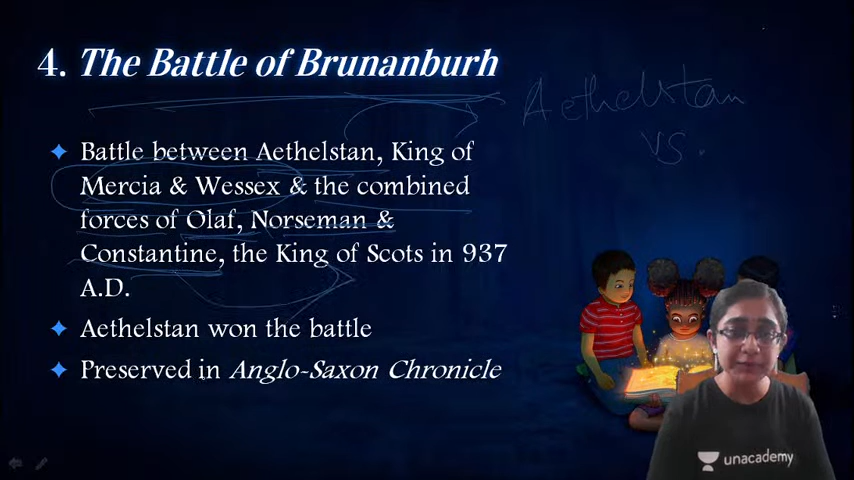 4. The Battle of Brunanburh
Aethelstan
vs.
Battle between Aethelstan, King of
Mercia & Wessex & the combined
forces of Olaf, Norseman &
Constantine, the King of Scots in 937
A.D.
Aethelstan won the battle
Preserved in Anglo-Saxon Chronicle
unacademy